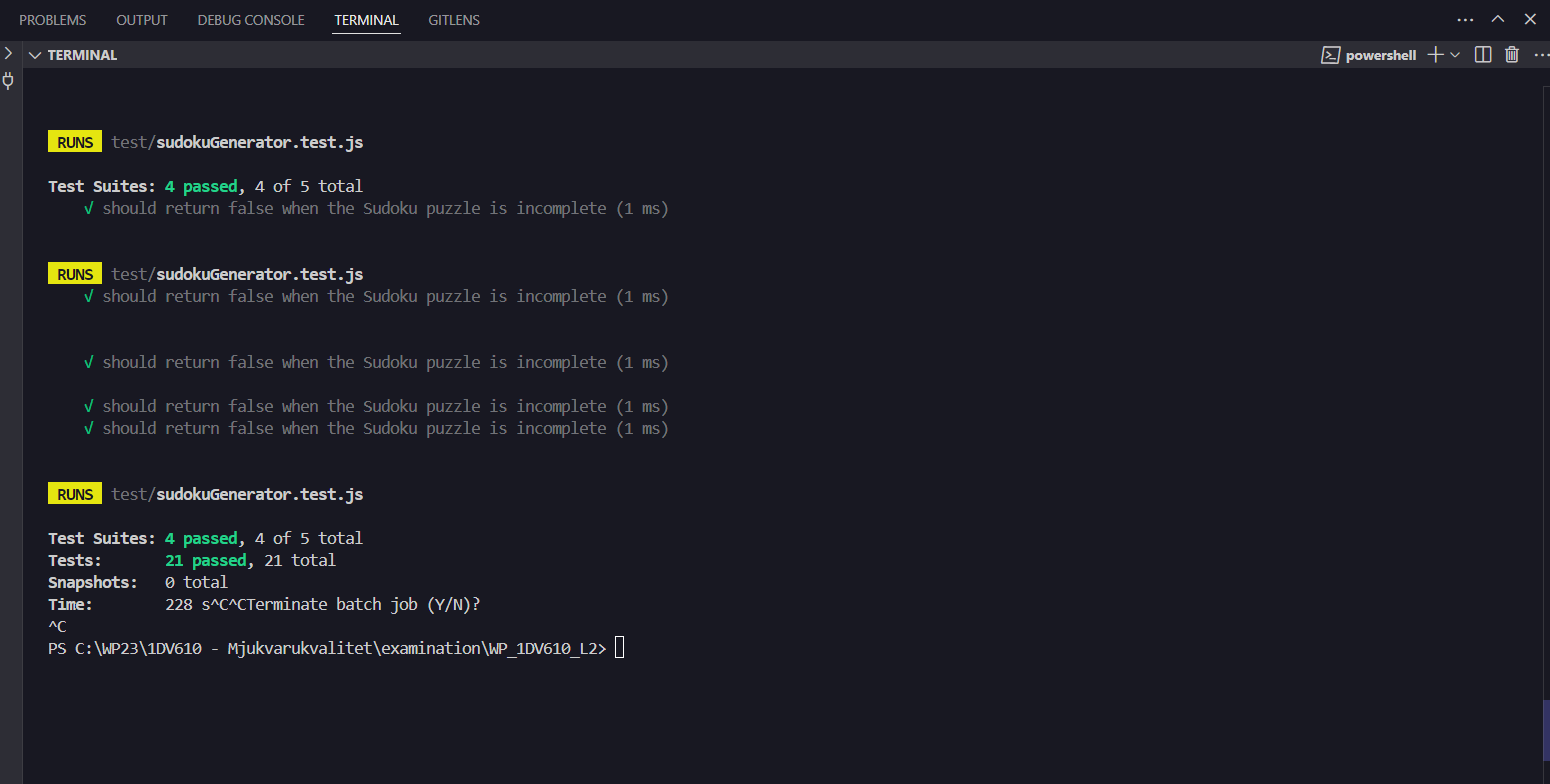 PROBLEMS OUTPUT DEBUG CONSOLE TERMINAL GITLENS
TERMINAL powershell
RUNS test/sudokuGenerator.test.js
Test Suites: 4 passed, 4 of 5 total
√ should return false when the Sudoku puzzle is incomplete (1 ms)
RUNS test/sudokuGenerator.test.js
√ should return false when the Sudoku puzzle is incomplete (1 ms)
√ should return false when the Sudoku puzzle is incomplete (1 ms)
√ should return false when the Sudoku puzzle is incomplete (1 ms)
√ should return false when the Sudoku puzzle is incomplete (1 ms)
RUNS test/sudokuGenerator.test.js
Test Suites: 4 passed, 4 of 5 total
Tests: 21 passed, 21 total
Snapshots: 0 total
Time: 228 s^C^CTerminate batch job (Y/N)?
^C
PS C:\WP23\1DV610 - Mjukvarukvalitet\examination\WP_1DV610_L2>